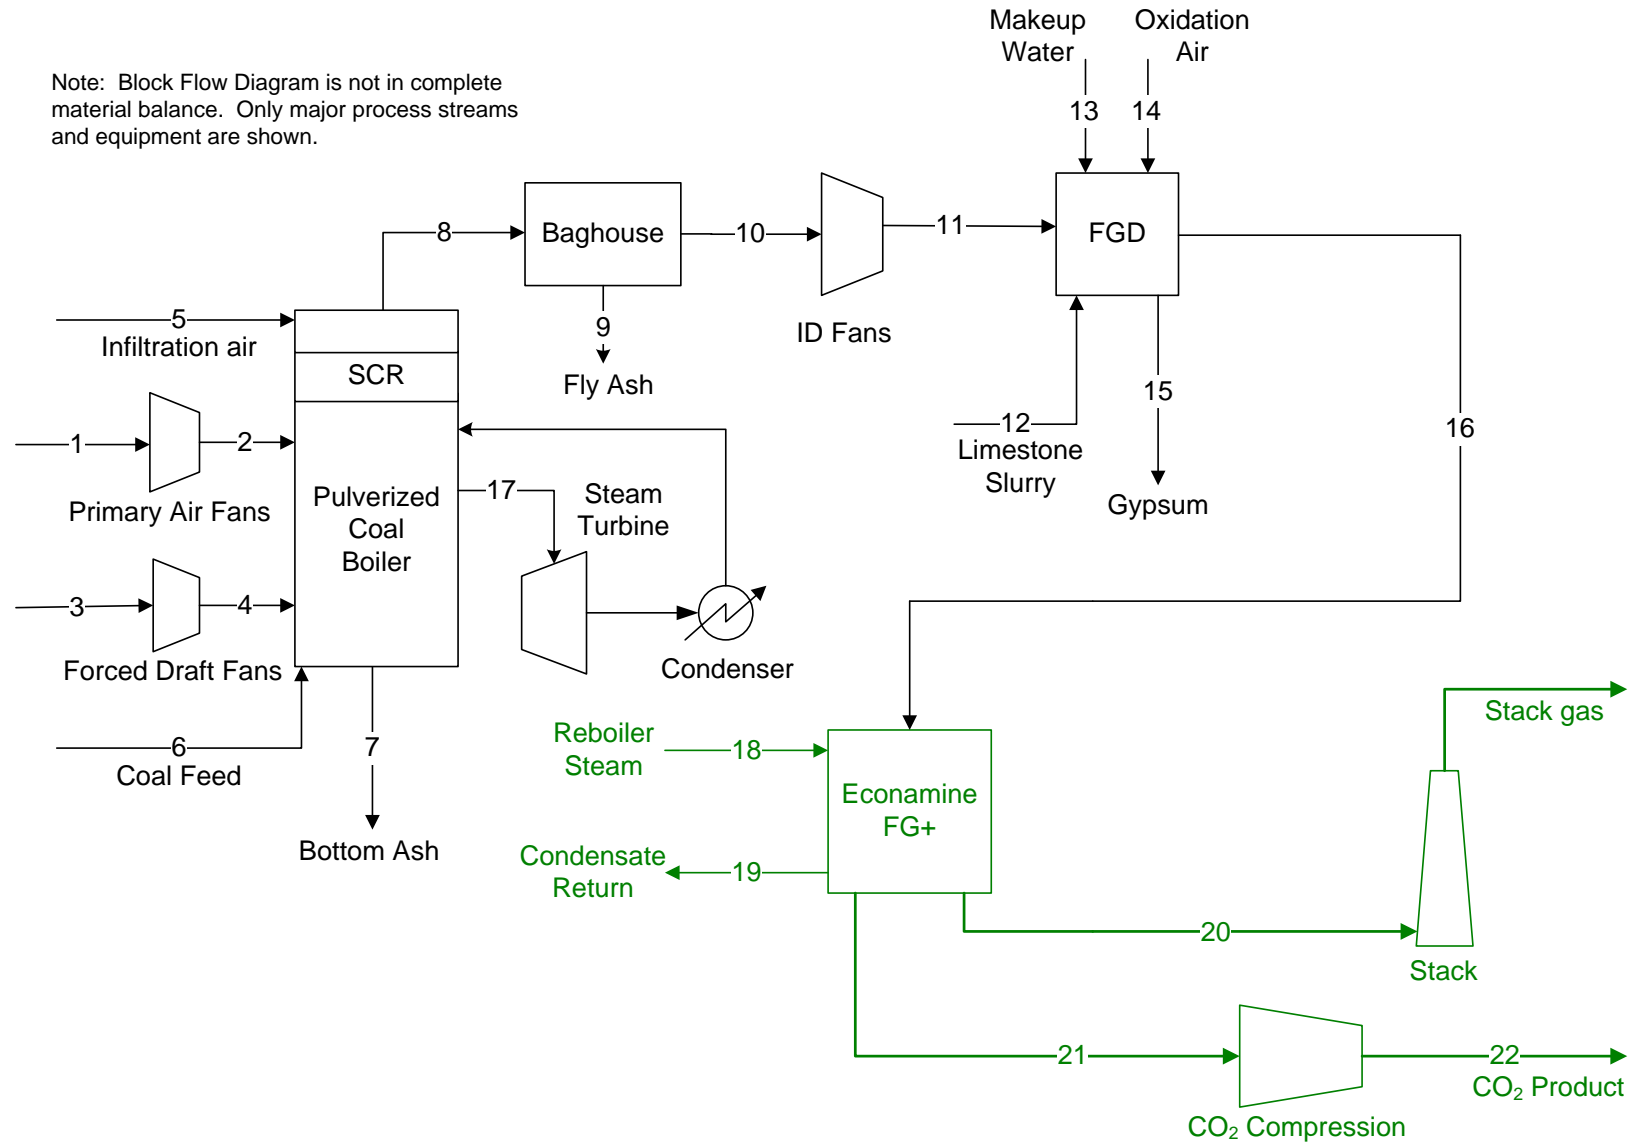 Makeup
Water
Oxidation
Air
Note:  Block Flow Diagram is not in complete
material balance.  Only major process streams
and equipment are shown.
13
14
8
Baghouse
10
11
FGD
ID Fans
5
Infiltration air
9
Fly Ash
SCR
15
12
Limestone
Slurry
Gypsum
16
1
2
Primary Air Fans
Pulverized
Coal
Boiler
17
Steam
Turbine
3
4
Forced Draft Fans
Condenser
6
Coal Feed
7
Bottom Ash
Reboiler
Steam
18
Econamine
FG+
Condensate
Return
19
Stack gas
20
Stack
21
22
CO2 Product
CO2 Compression